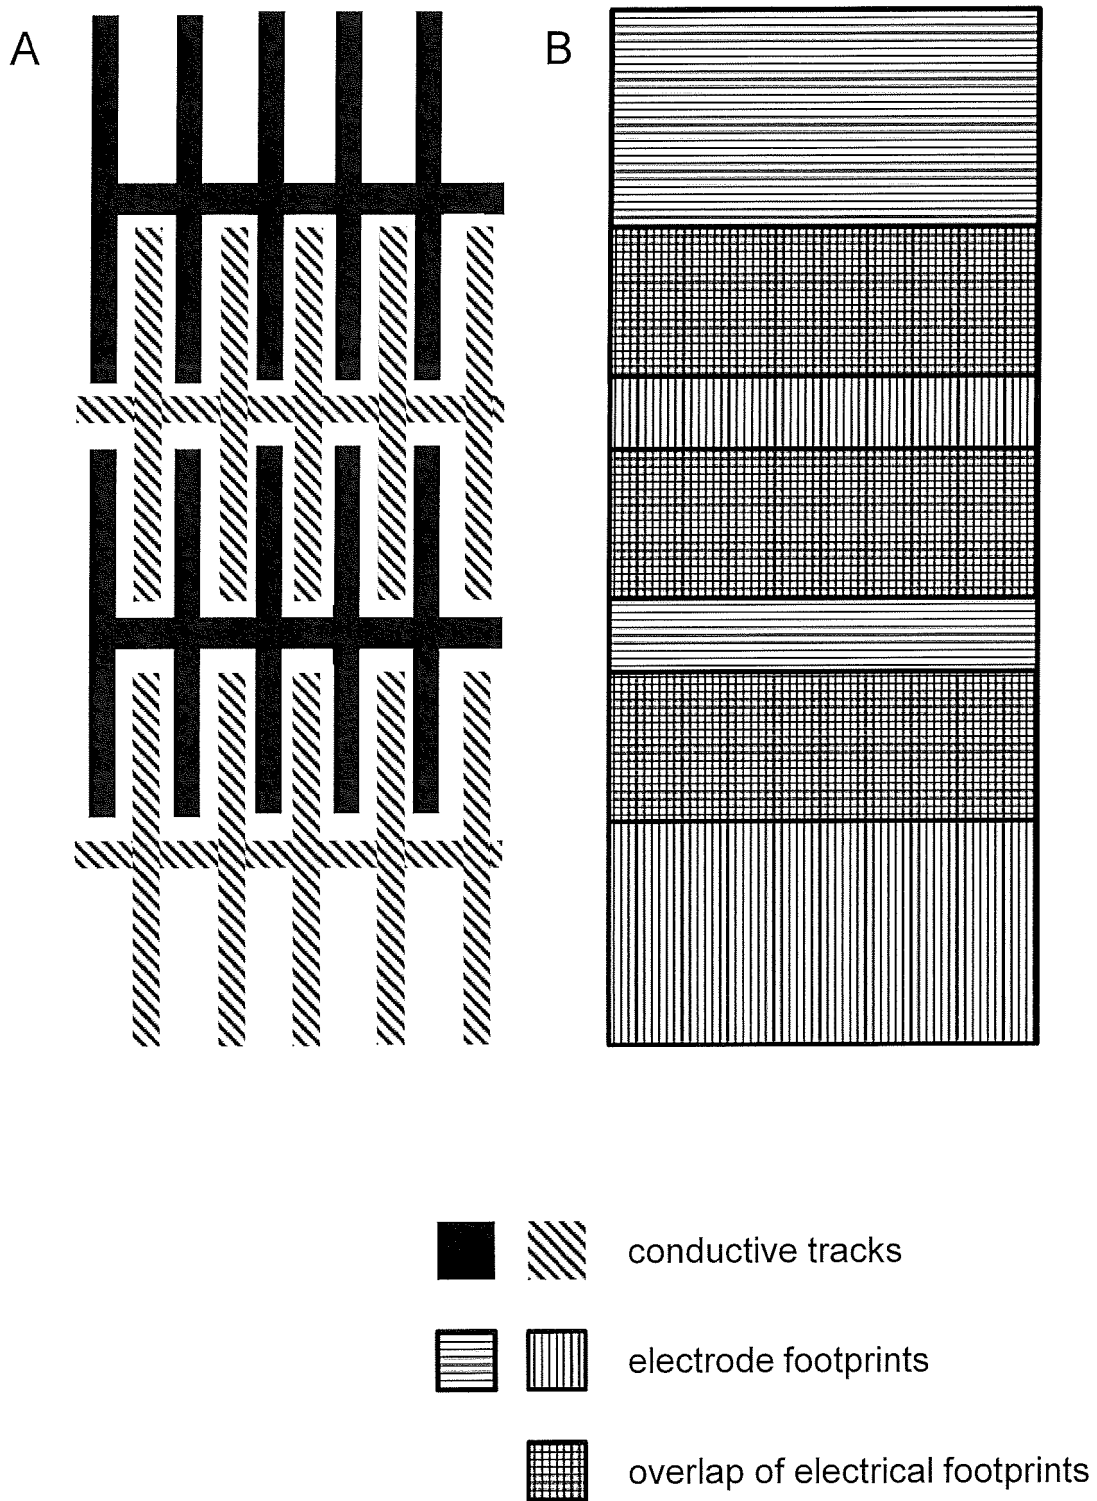 A
B
conductive tracks
electrode footprints
overlap of electrical footprints